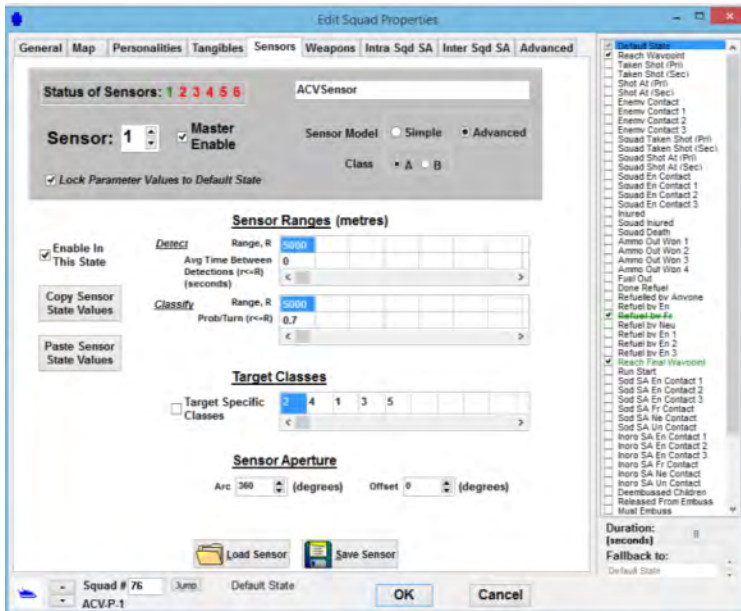 Edit Squad Properties
General Map Personalities Tangibles Sensors Weapons Intra Sqd SA Inter Sqd SA Advanced
Status of Sensors: 1 2 3 4 5 6
ACVSensor
Sensor: 1
Master Enable
Sensor Model Simple Advanced
Class A B
Lock Parameter Values to Default State
Sensor Ranges (metres)
Enable In This State
Detect Range, R 5000
Avg Time Between Detections (r<=R) (seconds) 0
Copy Sensor State Values
Classify Range, R 5000
Prob/Turn (r<=R) 0.7
Paste Sensor State Values
Target Classes
Target Specific Classes 2 4 1 3 5
Sensor Aperture
Arc 360 (degrees) Offset 0 (degrees)
Load Sensor Save Sensor
Squad # 76 Jump Default State
ACV-P-1
OK Cancel
Default State
Reach Waypoint
Taken Shot (Pri)
Taken Shot (Sec)
Shot At (Pri)
Shot At (Sec)
Enemy Contact
Enemy Contact 1
Enemy Contact 2
Enemy Contact 3
Squad Taken Shot (Pri)
Squad Taken Shot (Sec)
Squad Shot At (Pri)
Squad Shot At (Sec)
Squad En Contact
Squad En Contact 1
Squad En Contact 2
Squad En Contact 3
Injured
Squad Injured
Squad Death
Ammo Out Wpn 1
Ammo Out Wpn 2
Ammo Out Wpn 3
Ammo Out Wpn 4
Fuel Out
Done Refuel
Refuelled by Anyone
Refuel by En
Refuel by Fr
Refuel by Neu
Refuel by En 1
Refuel by En 2
Refuel by En 3
Reach Final Waypoint
Run Start
Sqd SA En Contact 1
Sqd SA En Contact 2
Sqd SA En Contact 3
Sqd SA Fr Contact
Sqd SA Ne Contact
Sqd SA Un Contact
Inorg SA En Contact 1
Inorg SA En Contact 2
Inorg SA En Contact 3
Inorg SA Fr Contact
Inorg SA Ne Contact
Inorg SA Un Contact
Deembussed Children
Released From Embuss
Must Embuss
Duration: (seconds)
Fallback to:
Default State